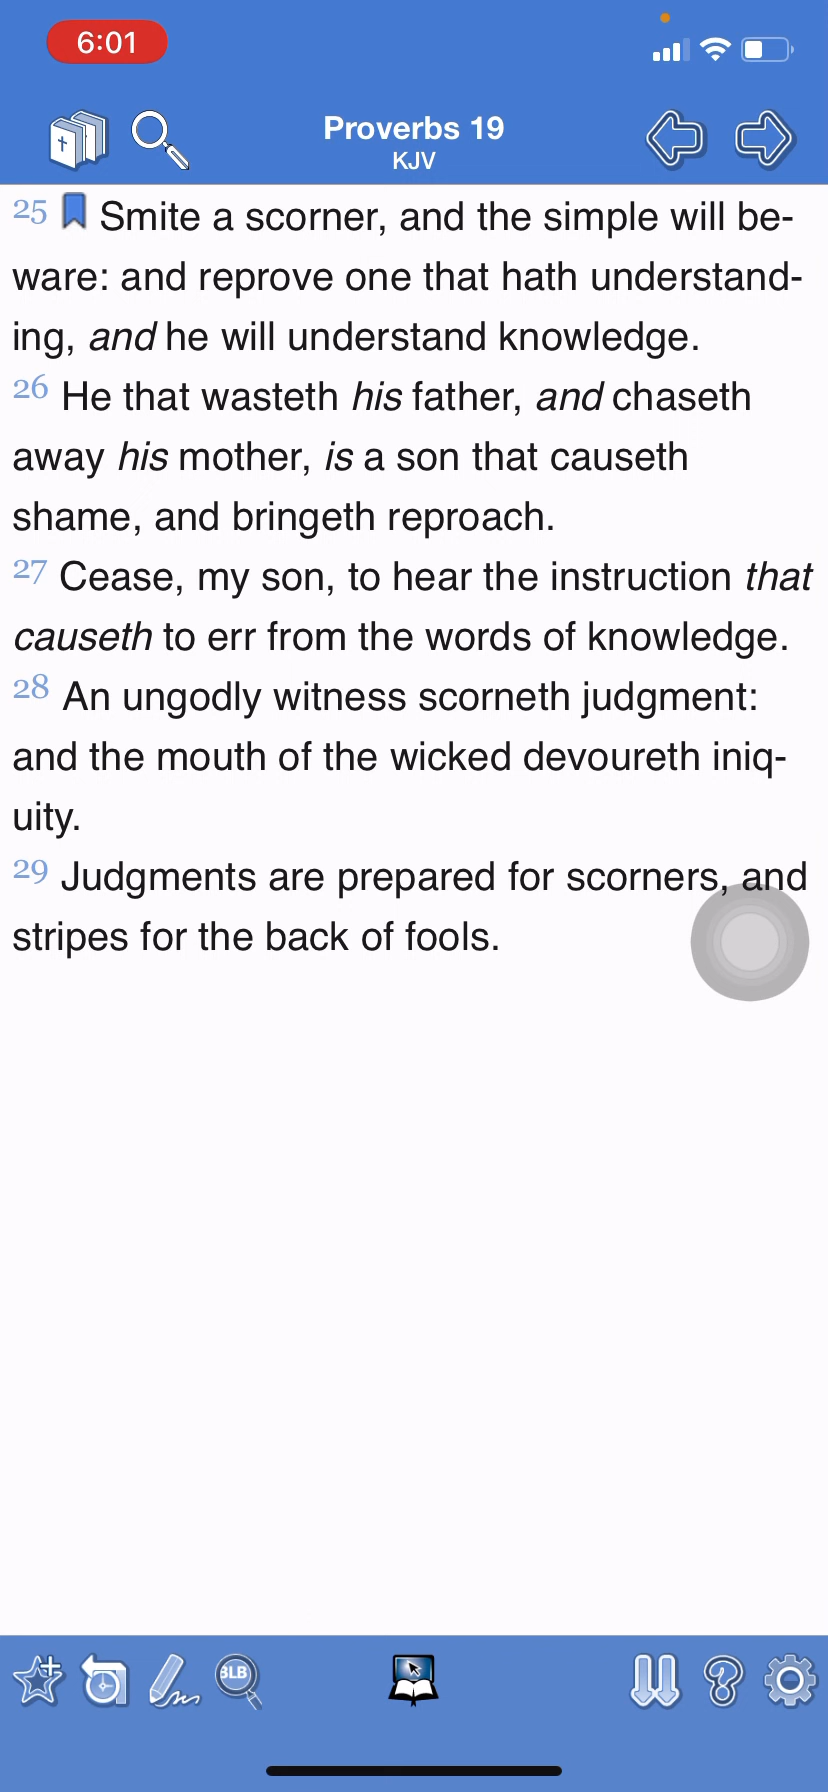 6:01
Proverbs 19
KJV
25 Smite a scorner, and the simple will be-
ware: and reprove one that hath understand-
ing, and he will understand knowledge.
26 He that wasteth his father, and chaseth
away his mother, is a son that causeth
shame, and bringeth reproach.
27 Cease, my son, to hear the instruction that
causeth to err from the words of knowledge.
28 An ungodly witness scorneth judgment:
and the mouth of the wicked devoureth iniq-
uity.
29 Judgments are prepared for scorners, and
stripes for the back of fools.
BLB